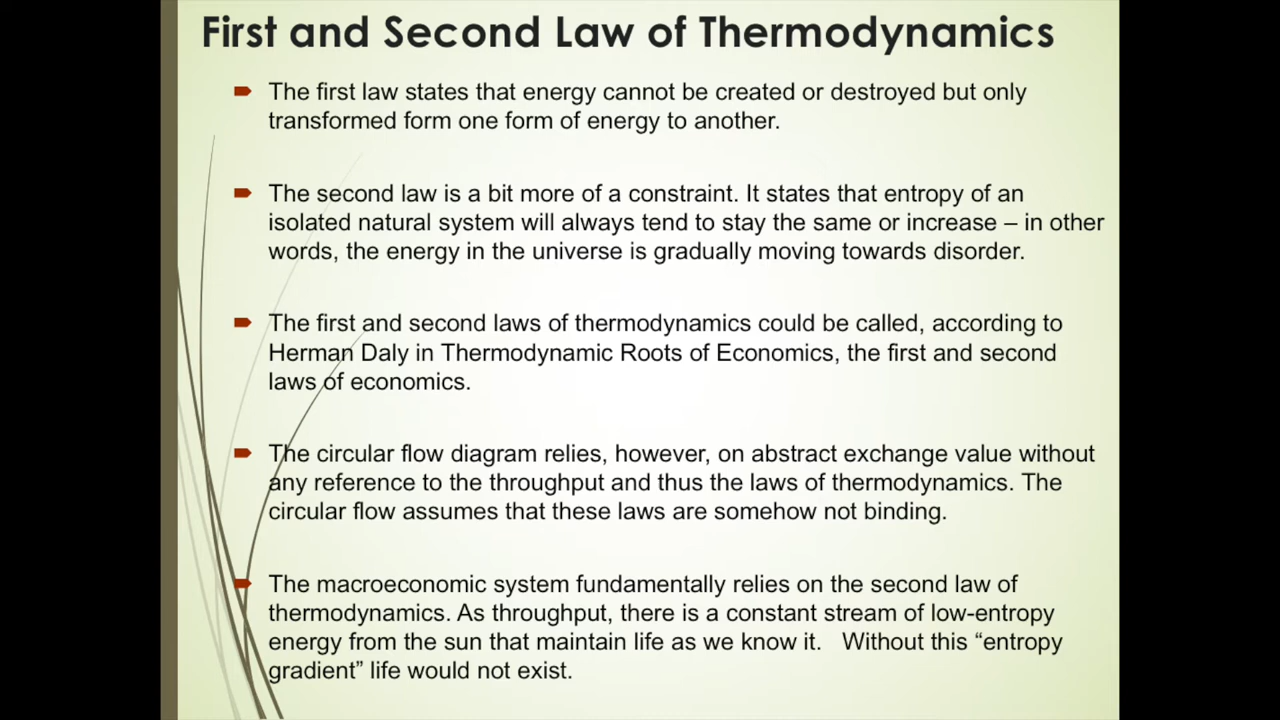 First and Second Law of Thermodynamics
The first law states that energy cannot be created or destroyed but only
transformed form one form of energy to another.
The second law is a bit more of a constraint. It states that entropy of an
isolated natural system will always tend to stay the same or increase – in other
words, the energy in the universe is gradually moving towards disorder.
The first and second laws of thermodynamics could be called, according to
Herman Daly in Thermodynamic Roots of Economics, the first and second
laws of economics.
The circular flow diagram relies, however, on abstract exchange value without
any reference to the throughput and thus the laws of thermodynamics. The
circular flow assumes that these laws are somehow not binding.
The macroeconomic system fundamentally relies on the second law of
thermodynamics. As throughput, there is a constant stream of low-entropy
energy from the sun that maintain life as we know it.   Without this “entropy
gradient” life would not exist.